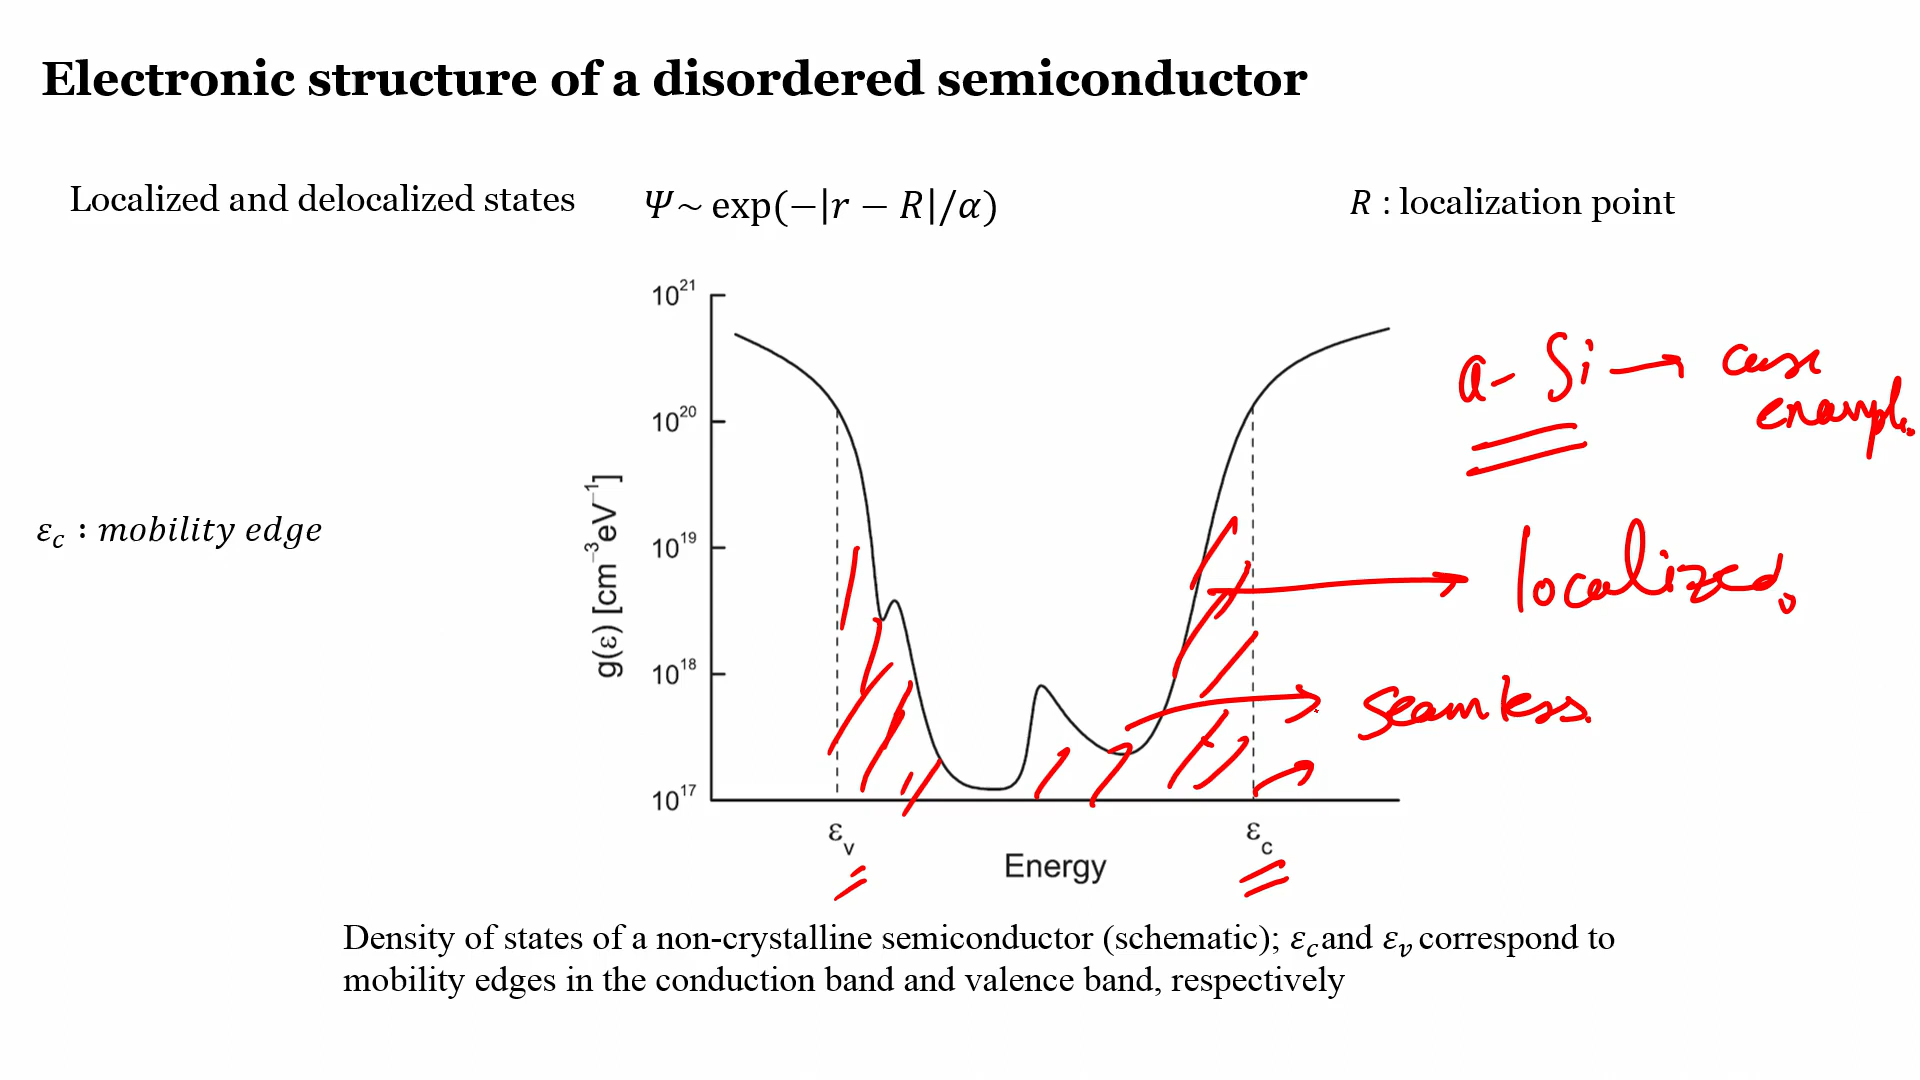 Electronic structure of a disordered semiconductor
Localized and delocalized states
Ψ~ exp(−|r − R|/α)
R : localization point
ε_c : mobility edge
10^21
10^20
10^19
10^18
10^17
g(ε) [cm^−3 eV^−1]
ε_v
ε_c
Energy
a- Si → case
example.
localized.
seamless.
Density of states of a non-crystalline semiconductor (schematic); ε_c and ε_v correspond to
mobility edges in the conduction band and valence band, respectively